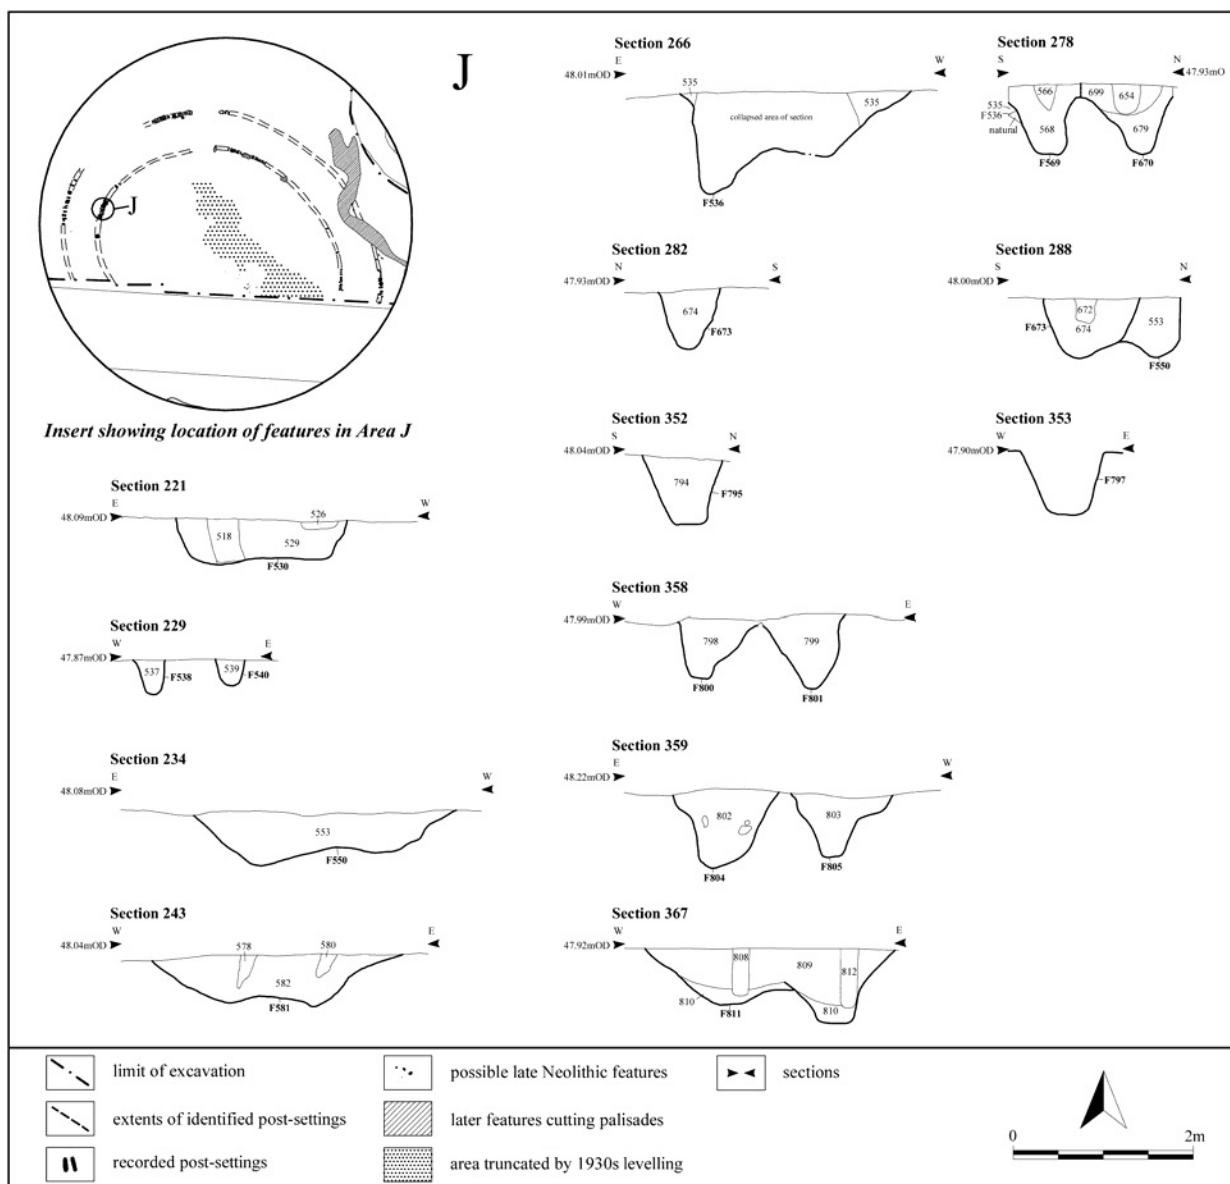 J
J
Insert showing location of features in Area J
Section 221
E W
48.09mOD
526
518
529
F530
Section 229
W E
47.87mOD
537
F538
539
F540
Section 234
E W
48.08mOD
553
F550
Section 243
W E
48.04mOD
578
580
582
F581
Section 266
E W
48.01mOD
535
535
collapsed area of section
F536
Section 278
S N
47.93mO
566
699
654
535
F536
natural
568
679
F569
F670
Section 282
N S
47.93mOD
674
F673
Section 288
S N
48.00mOD
672
F673
674
553
F550
Section 352
S N
48.04mOD
794
F795
Section 353
W E
47.90mOD
F797
Section 358
W E
47.99mOD
798
799
F800
F801
Section 359
E W
48.22mOD
802
803
F804
F805
Section 367
W E
47.92mOD
808
809
812
810
F811
810
limit of excavation
extents of identified post-settings
recorded post-settings
possible late Neolithic features
later features cutting palisades
area truncated by 1930s levelling
sections
0 2m